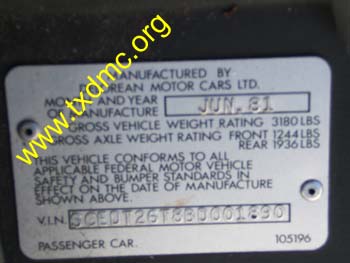 MANUFACTURED BY
DELOREAN MOTOR CARS LTD.
MONTH AND YEAR
OF MANUFACTURE JUN. 81
GROSS VEHICLE WEIGHT RATING 3180 LBS
GROSS AXLE WEIGHT RATING FRONT 1244 LBS
REAR 1936 LBS
THIS VEHICLE CONFORMS TO ALL
APPLICABLE FEDERAL MOTOR VEHICLE
SAFETY AND BUMPER STANDARDS IN
EFFECT ON THE DATE OF MANUFACTURE
SHOWN ABOVE.
V.I.N. SCEDT26T8BD001890
PASSENGER CAR. 105196
www.txdmc.org